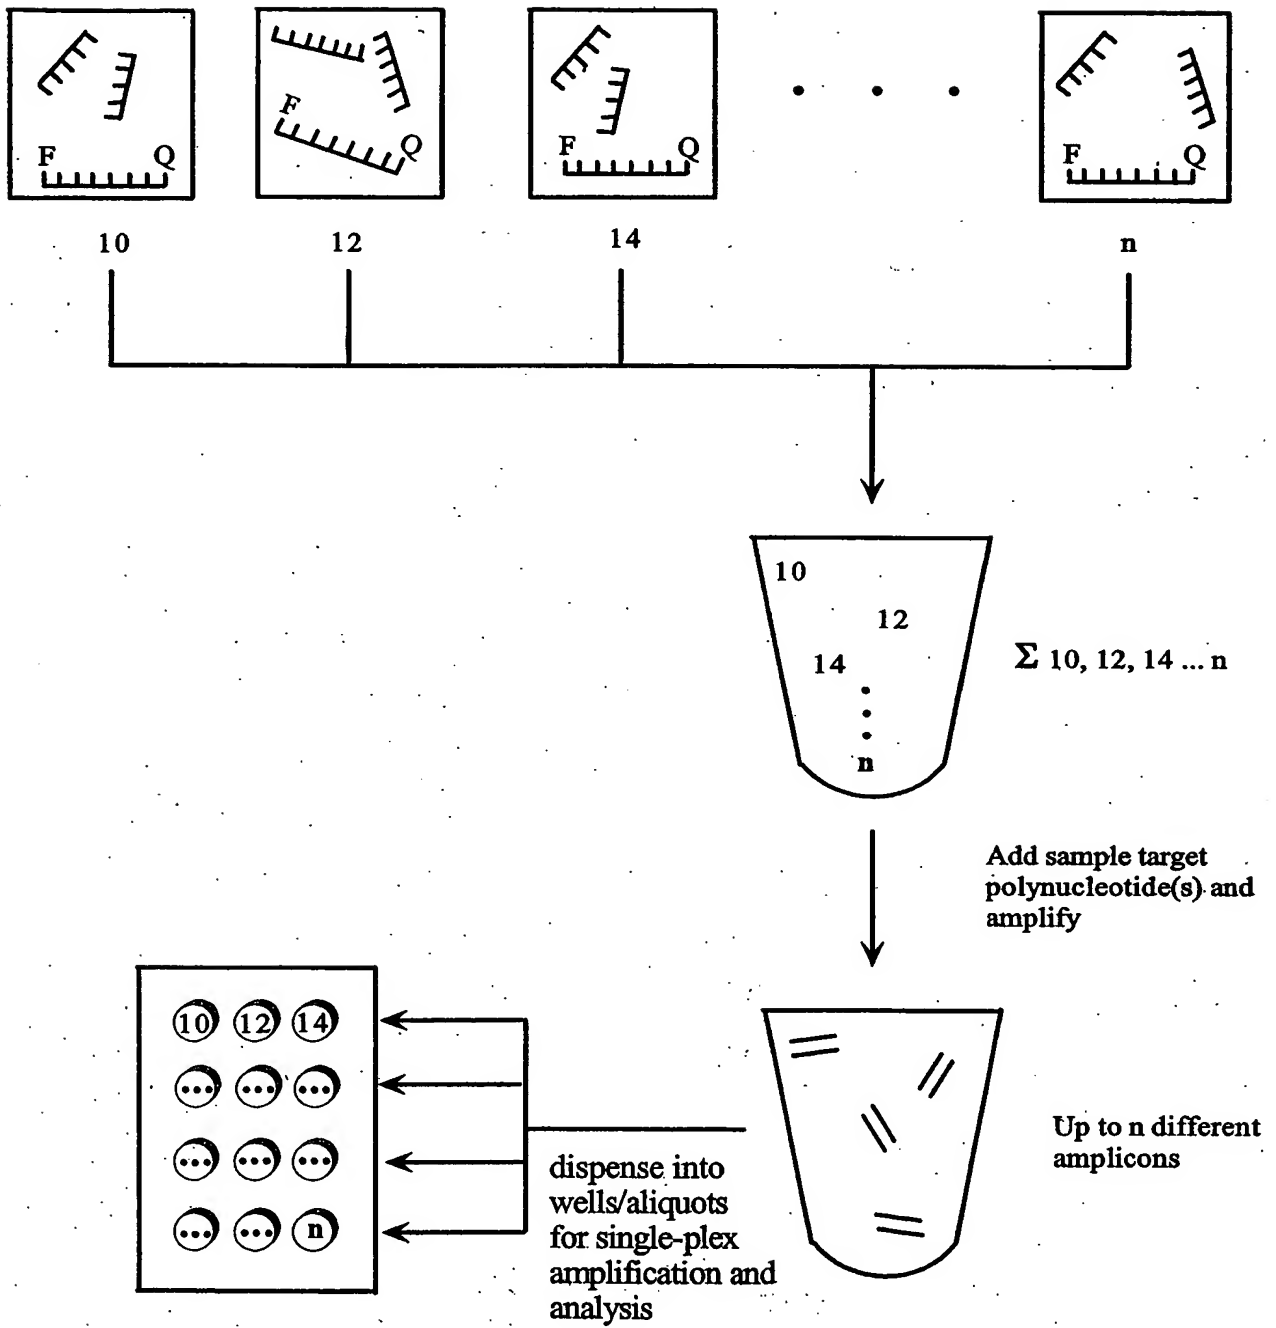 F Q
F Q
F Q
F Q
10
12
14
n
10
12
14
n
Σ 10, 12, 14 ... n
Add sample target
polynucleotide(s) and
amplify
10 12 14
... ... ...
... ... ...
... ... n
dispense into
wells/aliquots
for single-plex
amplification and
analysis
Up to n different
amplicons